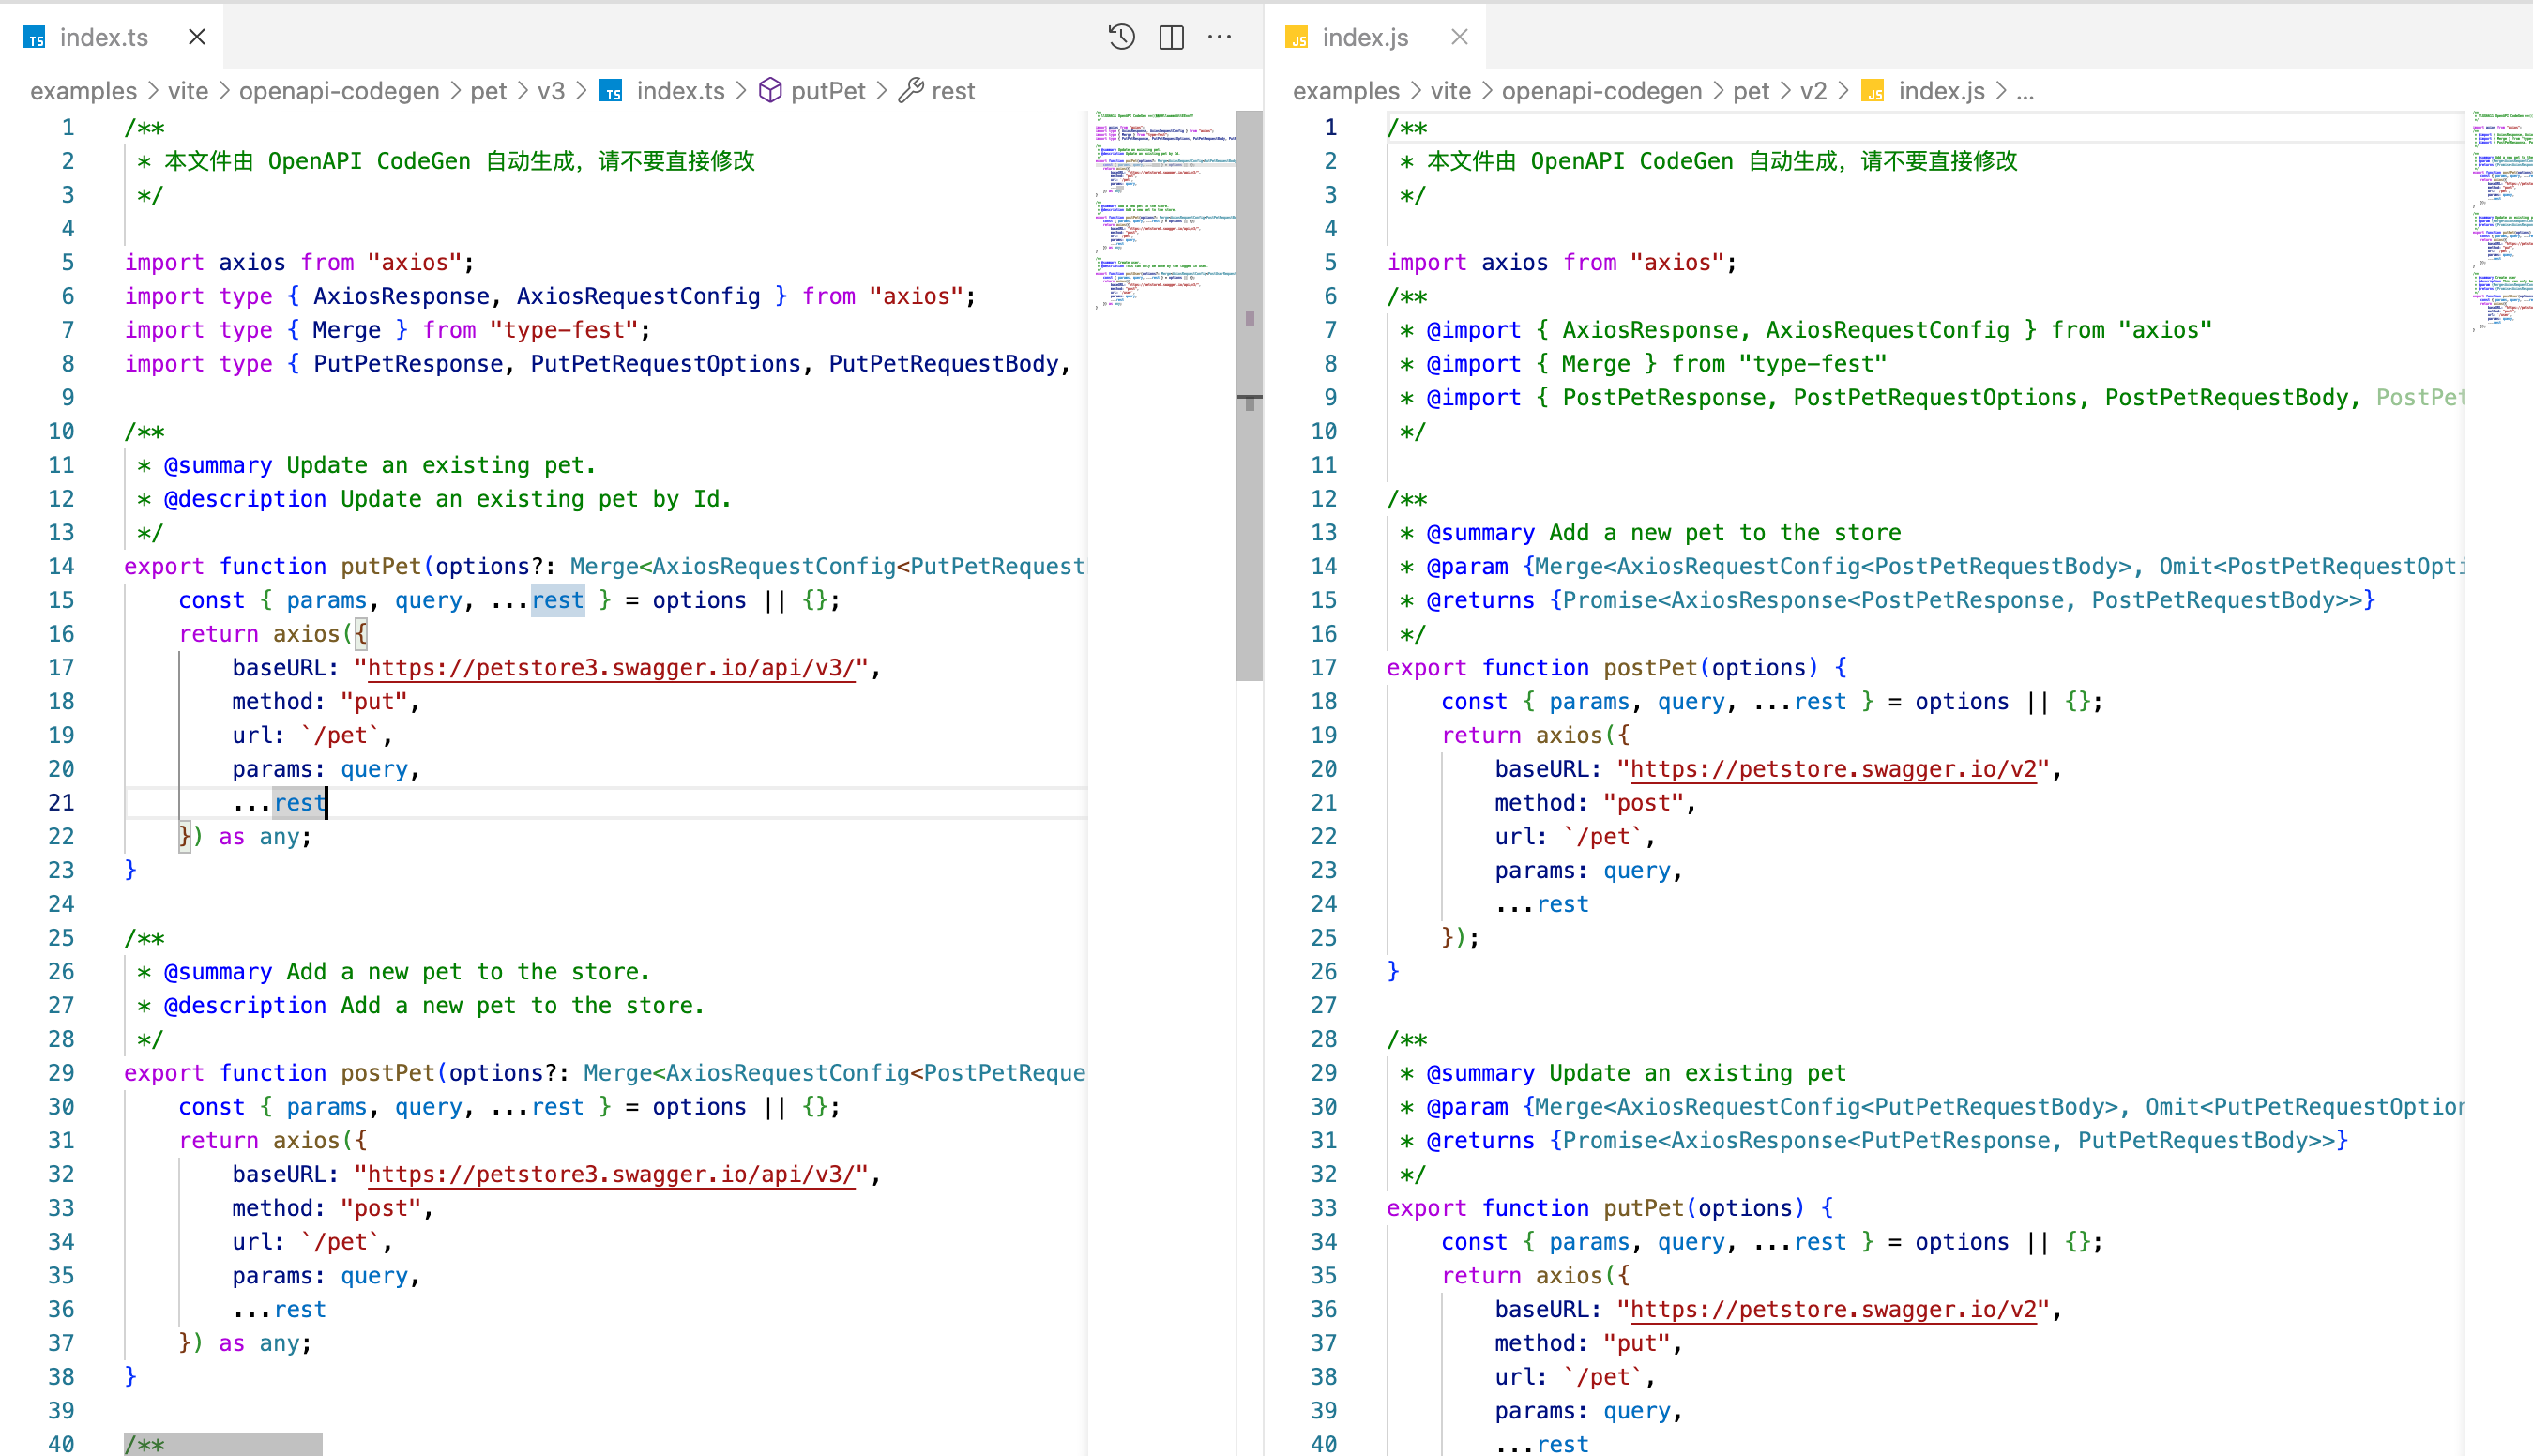 index.ts
examples > vite > openapi-codegen > pet > v3 > index.ts > putPet > rest
1 /**
2  * 本文件由 OpenAPI CodeGen 自动生成，请不要直接修改
3  */
4
5 import axios from "axios";
6 import type { AxiosResponse, AxiosRequestConfig } from "axios";
7 import type { Merge } from "type-fest";
8 import type { PutPetResponse, PutPetRequestOptions, PutPetRequestBody,
9
10 /**
11  * @summary Update an existing pet.
12  * @description Update an existing pet by Id.
13  */
14 export function putPet(options?: Merge<AxiosRequestConfig<PutPetRequest
15     const { params, query, ...rest } = options || {};
16     return axios({
17         baseURL: "https://petstore3.swagger.io/api/v3/",
18         method: "put",
19         url: `/pet`,
20         params: query,
21         ...rest
22     }) as any;
23 }
24
25 /**
26  * @summary Add a new pet to the store.
27  * @description Add a new pet to the store.
28  */
29 export function postPet(options?: Merge<AxiosRequestConfig<PostPetReque
30     const { params, query, ...rest } = options || {};
31     return axios({
32         baseURL: "https://petstore3.swagger.io/api/v3/",
33         method: "post",
34         url: `/pet`,
35         params: query,
36         ...rest
37     }) as any;
38 }
39
40 /**
index.js
examples > vite > openapi-codegen > pet > v2 > index.js > ...
1 /**
2  * 本文件由 OpenAPI CodeGen 自动生成，请不要直接修改
3  */
4
5 import axios from "axios";
6 /**
7  * @import { AxiosResponse, AxiosRequestConfig } from "axios"
8  * @import { Merge } from "type-fest"
9  * @import { PostPetResponse, PostPetRequestOptions, PostPetRequestBody, PostPet
10  */
11
12 /**
13  * @summary Add a new pet to the store
14  * @param {Merge<AxiosRequestConfig<PostPetRequestBody>, Omit<PostPetRequestOpti
15  * @returns {Promise<AxiosResponse<PostPetResponse, PostPetRequestBody>>}
16  */
17 export function postPet(options) {
18     const { params, query, ...rest } = options || {};
19     return axios({
20         baseURL: "https://petstore.swagger.io/v2",
21         method: "post",
22         url: `/pet`,
23         params: query,
24         ...rest
25     });
26 }
27
28 /**
29  * @summary Update an existing pet
30  * @param {Merge<AxiosRequestConfig<PutPetRequestBody>, Omit<PutPetRequestOption
31  * @returns {Promise<AxiosResponse<PutPetResponse, PutPetRequestBody>>}
32  */
33 export function putPet(options) {
34     const { params, query, ...rest } = options || {};
35     return axios({
36         baseURL: "https://petstore.swagger.io/v2",
37         method: "put",
38         url: `/pet`,
39         params: query,
40         ...rest